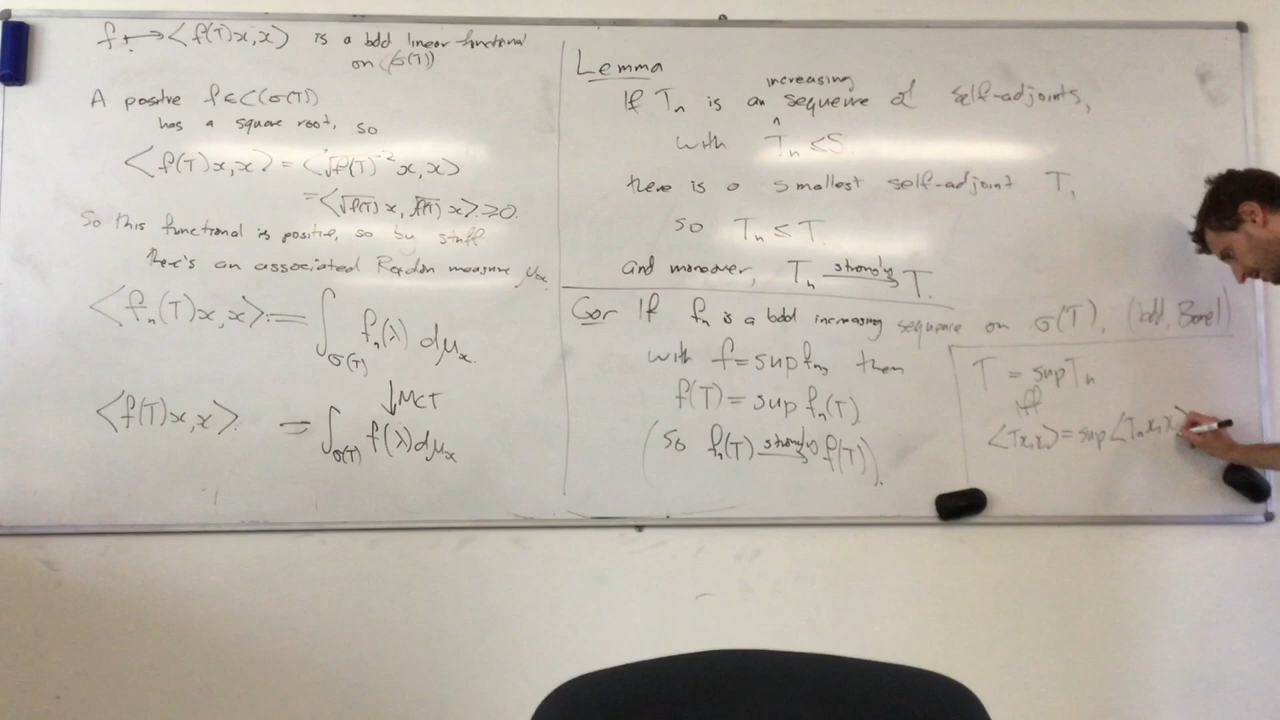 f ⟼ <f(T)x,x> is a bdd linear functional
on C(σ(T))
A positive f∈C(σ(T))
has a square root, so
<f(T)x,x> = <√f(T)²x,x>
= <√f(T) x, √f(T) x> ≥0.
So this functional is positive, so by stuff
there's an associated Radon measure μₓ.
<fₙ(T)x,x> = ∫_σ(T) fₙ(λ) dμₓ.
↓MCT
<f(T)x,x> = ∫_σ(T) f(λ)dμₓ
Lemma
increasing
If Tₙ is an ^ sequence of self-adjoints,
with Tₙ ≤ S.
there is a smallest self-adjoint T,
so Tₙ ≤ T.
and moreover, Tₙ strongly→ T.
Cor If fₙ is a bdd increasing sequence on σ(T), (bdd, Borel)
with f = sup fₙ, then
f(T) = sup fₙ(T)
(so fₙ(T) strongly→ f(T)).
T = sup Tₙ
iff
<Tx,x> = sup<Tₙx,x>